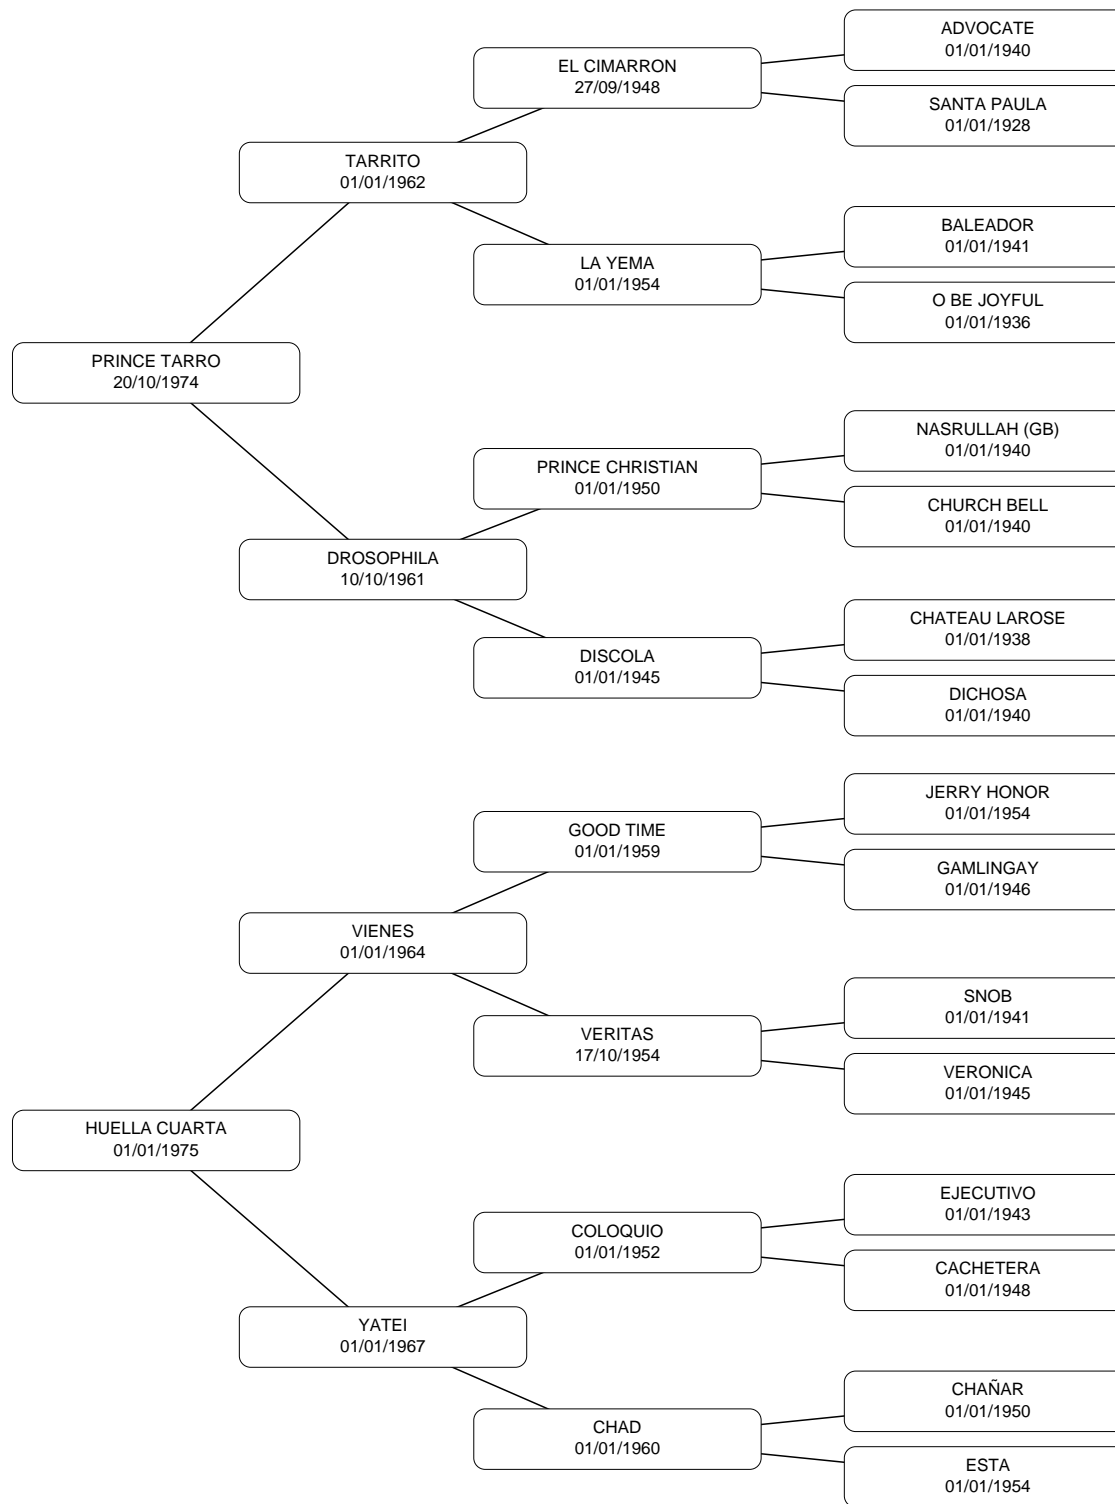 ADVOCATE
01/01/1940
EL CIMARRON
27/09/1948
SANTA PAULA
01/01/1928
TARRITO
01/01/1962
BALEADOR
01/01/1941
LA YEMA
01/01/1954
O BE JOYFUL
01/01/1936
PRINCE TARRO
20/10/1974
NASRULLAH (GB)
01/01/1940
PRINCE CHRISTIAN
01/01/1950
CHURCH BELL
01/01/1940
DROSOPHILA
10/10/1961
CHATEAU LAROSE
01/01/1938
DISCOLA
01/01/1945
DICHOSA
01/01/1940
JERRY HONOR
01/01/1954
GOOD TIME
01/01/1959
GAMLINGAY
01/01/1946
VIENES
01/01/1964
SNOB
01/01/1941
VERITAS
17/10/1954
VERONICA
01/01/1945
HUELLA CUARTA
01/01/1975
EJECUTIVO
01/01/1943
COLOQUIO
01/01/1952
CACHETERA
01/01/1948
YATEI
01/01/1967
CHAÑAR
01/01/1950
CHAD
01/01/1960
ESTA
01/01/1954